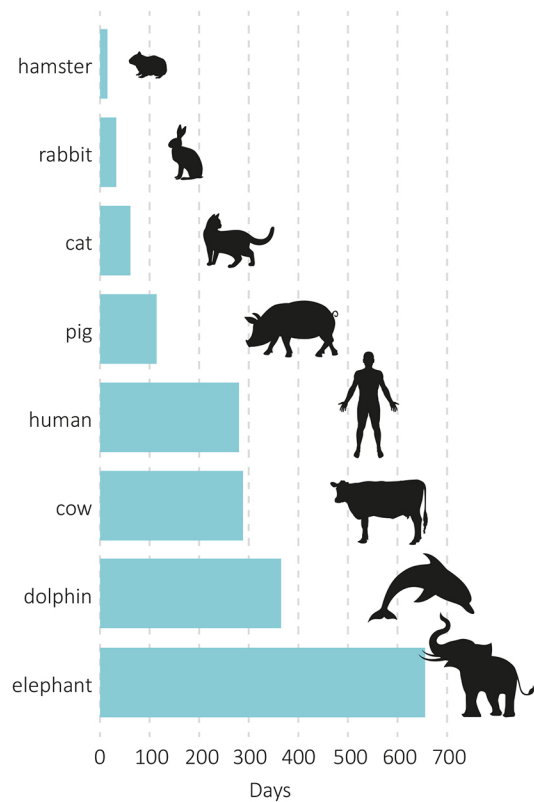 hamster
rabbit
cat
pig
human
cow
dolphin
elephant
0 100 200 300 400 500 600 700
Days